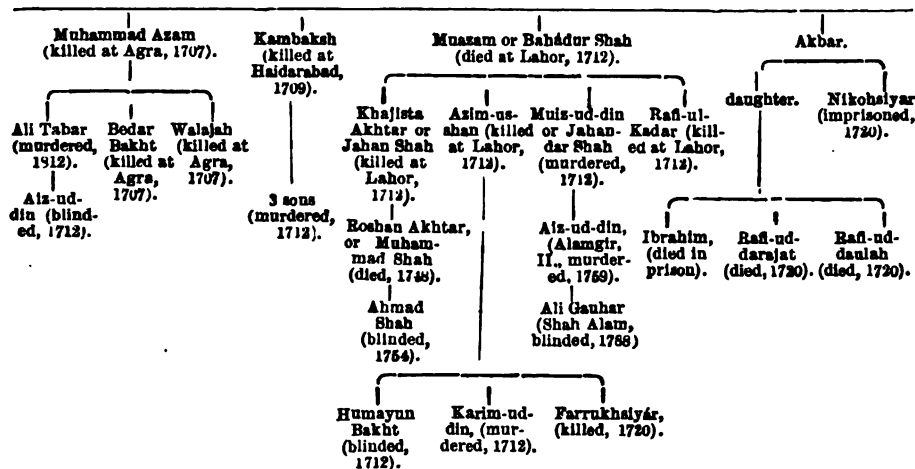 Muhammad Azam
(killed at Agra, 1707).
Kambaksh
(killed at
Haidarabad,
1709).
Muazam or Bahádur Shah
(died at Lahor, 1712).
Akbar.
Ali Tabar
(murdered,
1912).
Aiz-ud-
din (blind-
ed, 1712).
Bedar
Bakht
(killed at
Agra,
1707).
Walajah
(killed at
Agra,
1707).
3 sons
(murdered,
1712).
Khajista
Akhtar or
Jahan Shah
(killed at
Lahor,
1712).
Roshan Akhtar,
or Muham-
mad Shah
(died, 1748).
Ahmad
Shah
(blinded,
1754).
Azim-us-
shan (killed
at Lahor,
1712).
Muiz-ud-din
or Jahan-
dar Shah
(murdered,
1712).
Aiz-ud-din,
(Alamgir,
II., murder-
ed, 1759).
Ali Gauhar
(Shah Alam,
blinded, 1788)
Rafi-ul-
Kadar (kill-
ed at Lahor,
1712).
daughter.
Nikohsiyar
(imprisoned,
1720).
Ibrahim,
(died in
prison).
Rafi-ud-
darajat
(died, 1720).
Rafi-ud-
daulah
(died, 1720).
Humayun
Bakht
(blinded,
1712).
Karim-ud-
din, (mur-
dered, 1712).
Farrukhsiyár,
(killed, 1720).